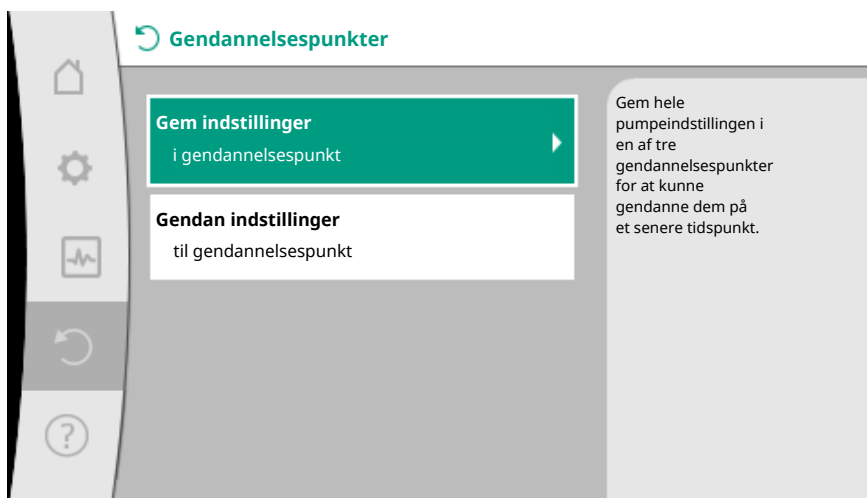 Gendannelsespunkter
Gem indstillinger
i gendannelsespunkt
Gendan indstillinger
til gendannelsespunkt
Gem hele
pumpeindstillingen i
en af tre
gendannelsespunkter
for at kunne
gendanne dem på
et senere tidspunkt.
?